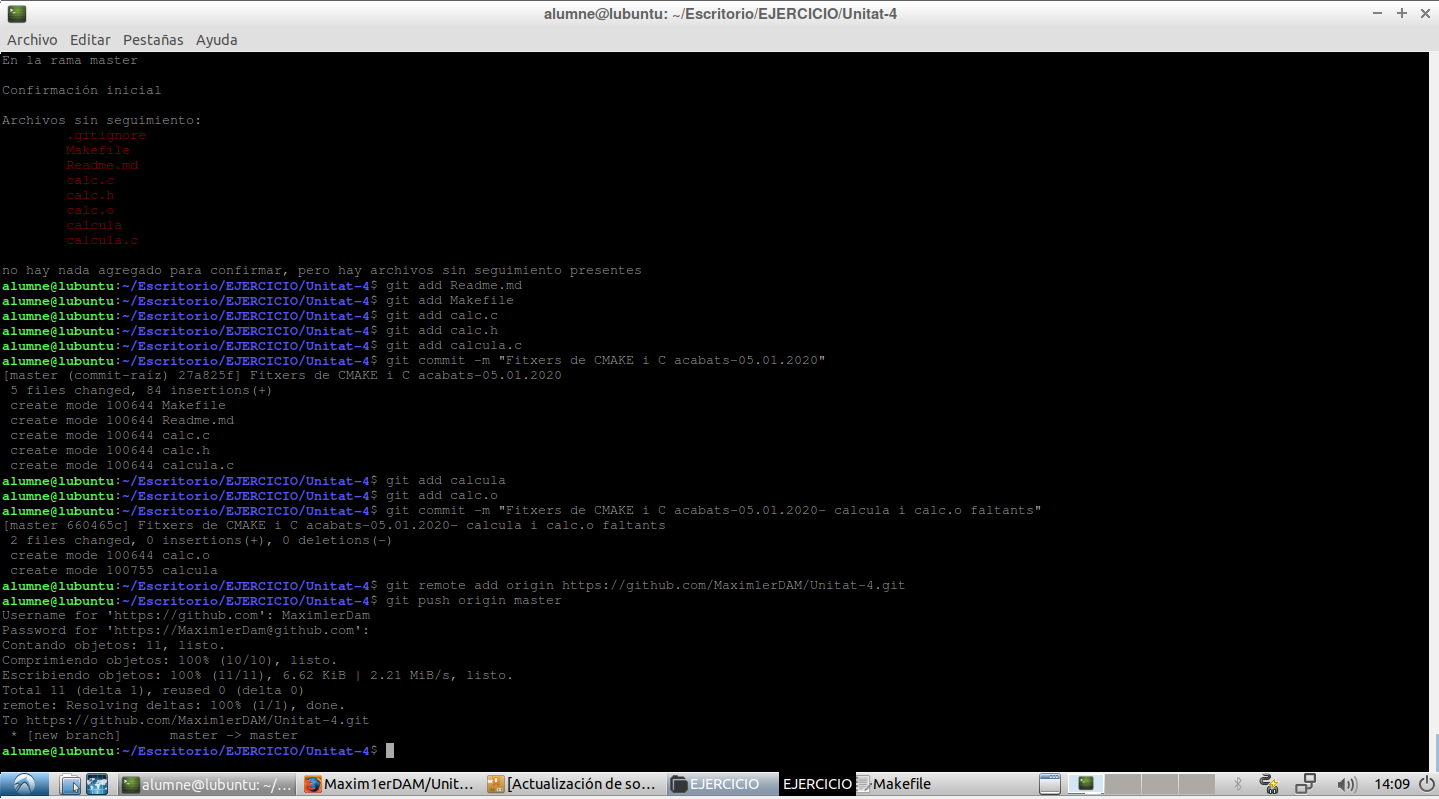 alumne@lubuntu: ~/Escritorio/EJERCICIO/Unitat-4
Archivo Editar Pestañas Ayuda
En la rama master
Confirmación inicial
Archivos sin seguimiento:
.gitignore
Makefile
Readme.md
calc.c
calc.h
calc.o
calcula
calcula.c
no hay nada agregado para confirmar, pero hay archivos sin seguimiento presentes
alumne@lubuntu:~/Escritorio/EJERCICIO/Unitat-4$ git add Readme.md
alumne@lubuntu:~/Escritorio/EJERCICIO/Unitat-4$ git add Makefile
alumne@lubuntu:~/Escritorio/EJERCICIO/Unitat-4$ git add calc.c
alumne@lubuntu:~/Escritorio/EJERCICIO/Unitat-4$ git add calc.h
alumne@lubuntu:~/Escritorio/EJERCICIO/Unitat-4$ git add calcula.c
alumne@lubuntu:~/Escritorio/EJERCICIO/Unitat-4$ git commit -m "Fitxers de CMAKE i C acabats-05.01.2020"
[master (commit-raíz) 27a825f] Fitxers de CMAKE i C acabats-05.01.2020
5 files changed, 84 insertions(+)
create mode 100644 Makefile
create mode 100644 Readme.md
create mode 100644 calc.c
create mode 100644 calc.h
create mode 100644 calcula.c
alumne@lubuntu:~/Escritorio/EJERCICIO/Unitat-4$ git add calcula
alumne@lubuntu:~/Escritorio/EJERCICIO/Unitat-4$ git add calc.o
alumne@lubuntu:~/Escritorio/EJERCICIO/Unitat-4$ git commit -m "Fitxers de CMAKE i C acabats-05.01.2020- calcula i calc.o faltants"
[master 660465c] Fitxers de CMAKE i C acabats-05.01.2020- calcula i calc.o faltants
2 files changed, 0 insertions(+), 0 deletions(-)
create mode 100644 calc.o
create mode 100755 calcula
alumne@lubuntu:~/Escritorio/EJERCICIO/Unitat-4$ git remote add origin https://github.com/Maxim1erDAM/Unitat-4.git
alumne@lubuntu:~/Escritorio/EJERCICIO/Unitat-4$ git push origin master
Username for 'https://github.com': Maxim1erDam
Password for 'https://Maxim1erDam@github.com':
Contando objetos: 11, listo.
Comprimiendo objetos: 100% (10/10), listo.
Escribiendo objetos: 100% (11/11), 6.62 KiB | 2.21 MiB/s, listo.
Total 11 (delta 1), reused 0 (delta 0)
remote: Resolving deltas: 100% (1/1), done.
To https://github.com/Maxim1erDAM/Unitat-4.git
* [new branch] master -> master
alumne@lubuntu:~/Escritorio/EJERCICIO/Unitat-4$
alumne@lubuntu: ~/... Maxim1erDAM/Unit... [Actualización de so... EJERCICIO EJERCICIO Makefile 14:09